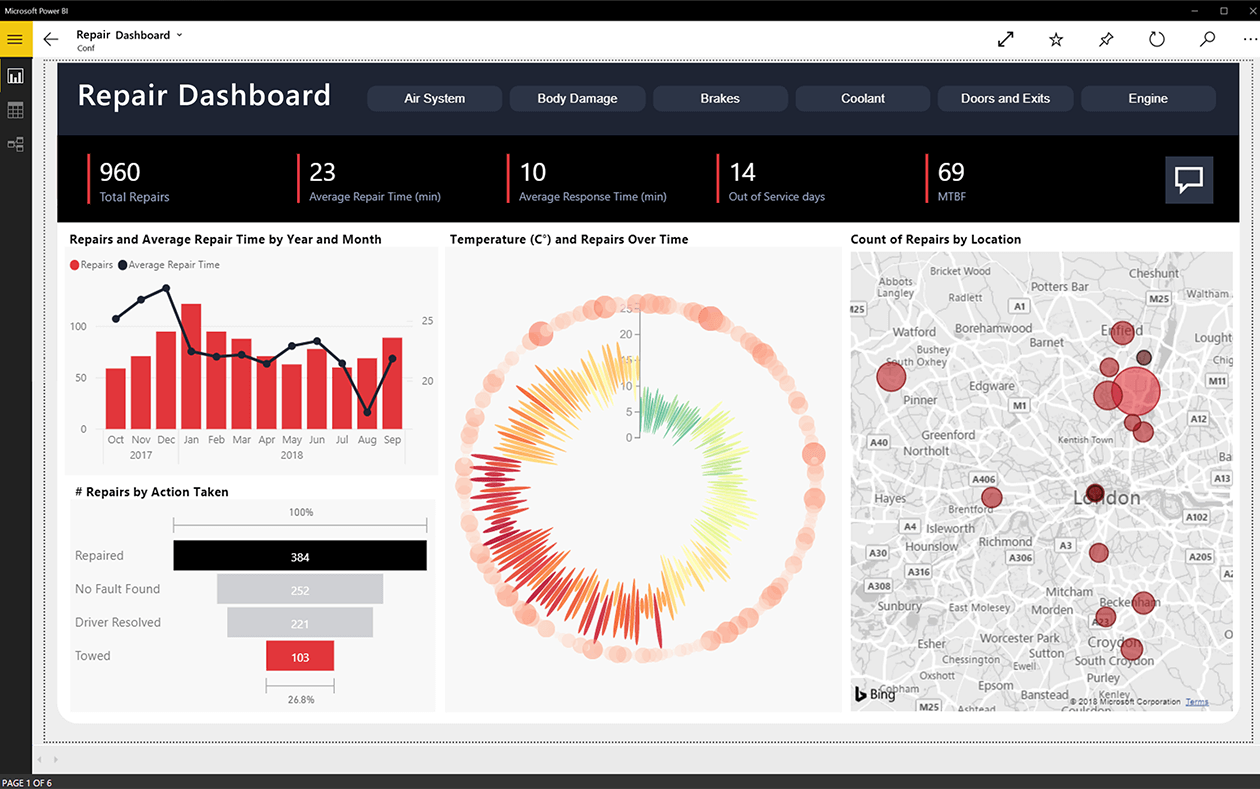 Microsoft Power BI
Repair Dashboard
Conf
Repair Dashboard
Air System
Body Damage
Brakes
Coolant
Doors and Exits
Engine
960
Total Repairs
23
Average Repair Time (min)
10
Average Response Time (min)
14
Out of Service days
69
MTBF
Repairs and Average Repair Time by Year and Month
Repairs Average Repair Time
100
50
0
25
20
Oct Nov Dec Jan Feb Mar Apr May Jun Jul Aug Sep
2017 2018
# Repairs by Action Taken
100%
Repaired 384
No Fault Found 252
Driver Resolved 221
Towed 103
26.8%
Temperature (C°) and Repairs Over Time
25
20
15
10
5
0
Count of Repairs by Location
Bricket Wood
Cheshunt
Abbots
Langley
Potters Bar
Radlett
M25
Waltham
A1
M25
Watford
Borehamwood
Enfield
Barnet
Bushey
South Oxhey
Edgware
M11
Pinner
M1
A12
Greenford
Kentish Town
A40
Northolt
A406
A13
Hayes
London
Brentford
A102
A4
Isleworth
Richmond
A3
A30
Hounslow
A306
A205
A316
A308
Mitcham
Sunbury
East Molesey
Morden
Beckenham
A23
Worcester Park
Croydon
Esher
Sutton
Chessington
Ewell
South Croydon
Oxshott
Purley
Epsom
Banstead
Kenley
Bing
Cobham
M25
Ashtead
© 2018 Microsoft Corporation Terms
PAGE 1 OF 6